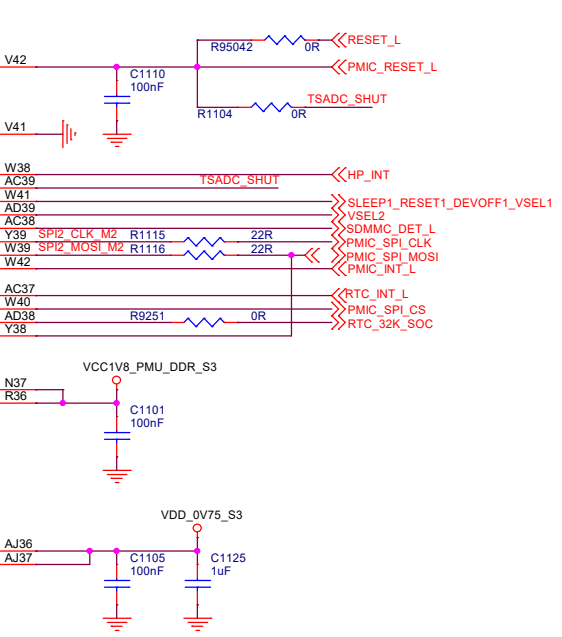 R95042 0R RESET_L
V42 PMIC_RESET_L
C1110
100nF
TSADC_SHUT
R1104 0R
V41
W38 HP_INT
AC39 TSADC_SHUT
W41 SLEEP1_RESET1_DEVOFF1_VSEL1
AD39 VSEL2
AC38 SDMMC_DET_L
Y39 SPI2_CLK_M2 R1115 22R PMIC_SPI_CLK
W39 SPI2_MOSI_M2 R1116 22R PMIC_SPI_MOSI
W42 PMIC_INT_L
AC37 RTC_INT_L
W40 PMIC_SPI_CS
AD38 R9251 0R RTC_32K_SOC
Y38
VCC1V8_PMU_DDR_S3
N37
R36
C1101
100nF
VDD_0V75_S3
AJ36
AJ37
C1105 C1125
100nF 1uF